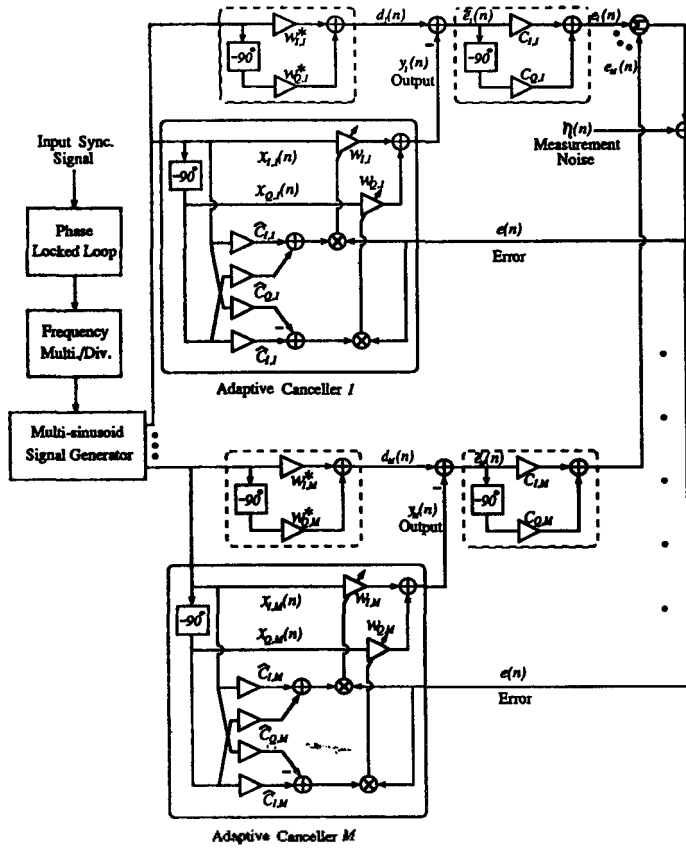 w*I,1
-90°
w*Q,1
d1(n)
y1(n)
Output
ẽ1(n)
-90°
CI,1
CQ,1
e1(n)
eM(n)
η(n)
Measurement
Noise
Input Sync.
Signal
Phase
Locked Loop
Frequency
Multi./Div.
Multi-sinusoid
Signal Generator
-90°
XI,1(n)
XQ,1(n)
wI,1
wQ,1
ĈI,1
ĈQ,1
ĈI,1
e(n)
Error
Adaptive Canceller 1
w*I,M
-90°
w*Q,M
dM(n)
yM(n)
Output
-90°
CI,M
CQ,M
-90°
XI,M(n)
XQ,M(n)
wI,M
wQ,M
ĈI,M
ĈQ,M
ĈI,M
e(n)
Error
Adaptive Canceller M